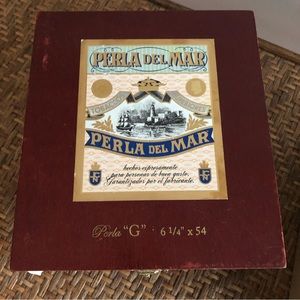 PERLA DEL MAR
PERLA DEL MAR
hechos expresamente
para personas de buen gusto.
Garantizados por el fabricante.
Perla "G" : 6 1/4" x 54